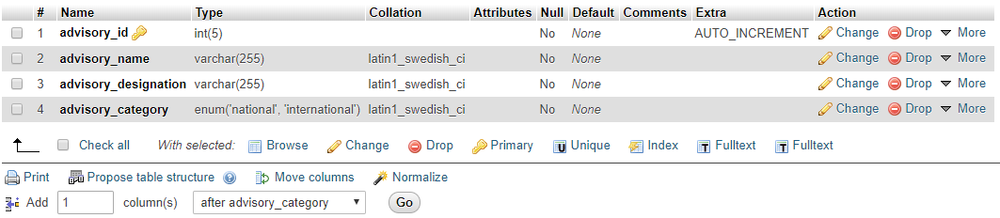 # Name Type Collation Attributes Null Default Comments Extra Action
1 advisory_id int(5) No None AUTO_INCREMENT Change Drop More
2 advisory_name varchar(255) latin1_swedish_ci No None Change Drop More
3 advisory_designation varchar(255) latin1_swedish_ci No None Change Drop More
4 advisory_category enum('national', 'international') latin1_swedish_ci No None Change Drop More
Check all With selected: Browse Change Drop Primary Unique Index Fulltext Fulltext
Print Propose table structure Move columns Normalize
Add 1 column(s) after advisory_category Go